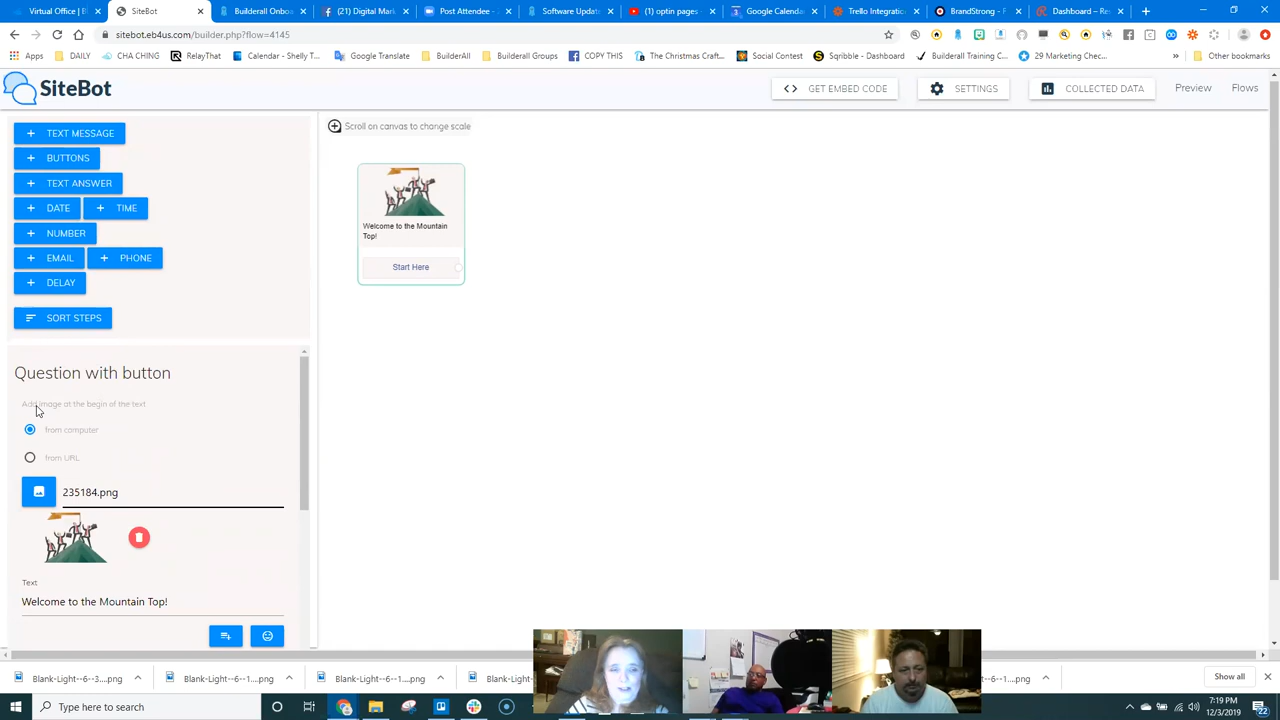 Virtual Office | B
SiteBot
Builderall Onbo
(21) Digital Mark
Post Attendee -
Software Updat
(1) optin pages -
Google Calenda
Trello Integratio
BrandStrong - F
Dashboard – Re
sitebot.eb4us.com/builder.php?flow=4145
Apps
DAILY
CHA CHING
RelayThat
Calendar - Shelly T...
Google Translate
BuilderAll
Builderall Groups
COPY THIS
The Christmas Craft...
Social Contest
Sqribble - Dashboard
Builderall Training C...
29 Marketing Chec...
»
Other bookmarks
SiteBot
GET EMBED CODE
SETTINGS
COLLECTED DATA
Preview
Flows
+ TEXT MESSAGE
+ BUTTONS
+ TEXT ANSWER
+ DATE
+ TIME
+ NUMBER
+ EMAIL
+ PHONE
+ DELAY
SORT STEPS
Scroll on canvas to change scale
Welcome to the Mountain
Top!
Start Here
Question with button
Add image at the begin of the text
from computer
from URL
235184.png
Text
Welcome to the Mountain Top!
Blank-Light--6--3....png
Blank-Light--6--1....png
Blank-Light--6--1....png
Blank-Ligh
t--6--1....png
Show all
Type here to search
7:19 PM
12/3/2019